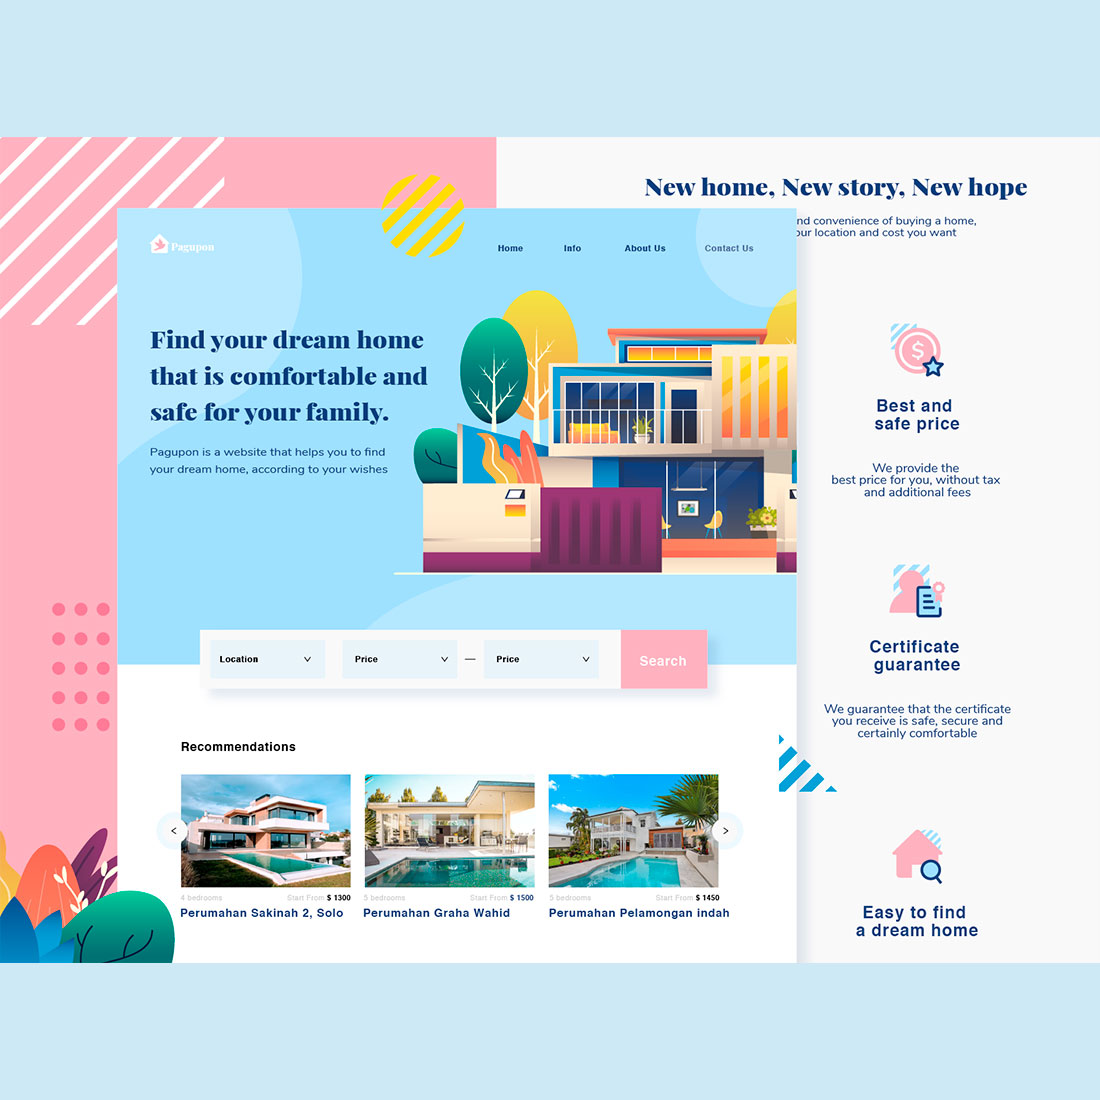 Pagupon
Home
Info
About Us
Contact Us
Find your dream home
that is comfortable and
safe for your family.
Pagupon is a website that helps you to find
your dream home, according to your wishes
Location
Price
—
Price
Search
Recommendations
<
>
4 bedrooms
Start From $ 1300
Perumahan Sakinah 2, Solo
5 bedrooms
Start From $ 1500
Perumahan Graha Wahid
5 bedrooms
Start From $ 1450
Perumahan Pelamongan indah
New home, New story, New hope
nd convenience of buying a home,
our location and cost you want
$
Best and
safe price
We provide the
best price for you, without tax
and additional fees
Certificate
guarantee
We guarantee that the certificate
you receive is safe, secure and
certainly comfortable
Easy to find
a dream home